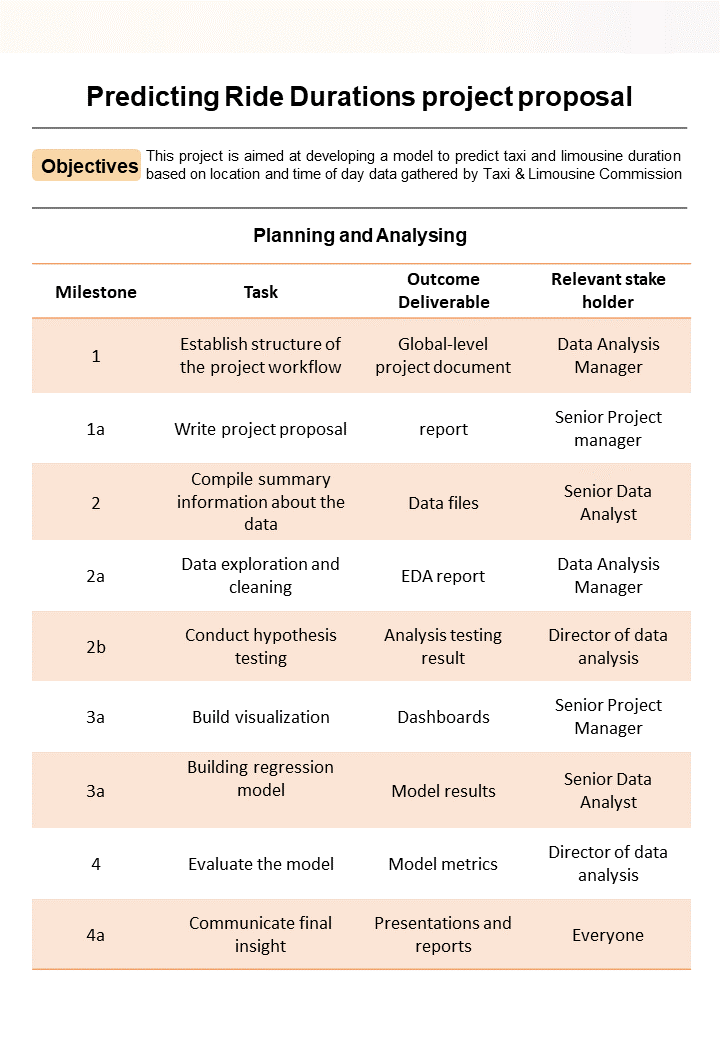 Predicting Ride Durations project proposal
Objectives
This project is aimed at developing a model to predict taxi and limousine duration
based on location and time of day data gathered by Taxi & Limousine Commission
Planning and Analysing
Milestone
Task
Outcome
Deliverable
Relevant stake
holder
1
Establish structure of
the project workflow
Global-level
project document
Data Analysis
Manager
1a
Write project proposal
report
Senior Project
manager
2
Compile summary
information about the
data
Data files
Senior Data
Analyst
2a
Data exploration and
cleaning
EDA report
Data Analysis
Manager
2b
Conduct hypothesis
testing
Analysis testing
result
Director of data
analysis
3a
Build visualization
Dashboards
Senior Project
Manager
3a
Building regression
model
Model results
Senior Data
Analyst
4
Evaluate the model
Model metrics
Director of data
analysis
4a
Communicate final
insight
Presentations and
reports
Everyone